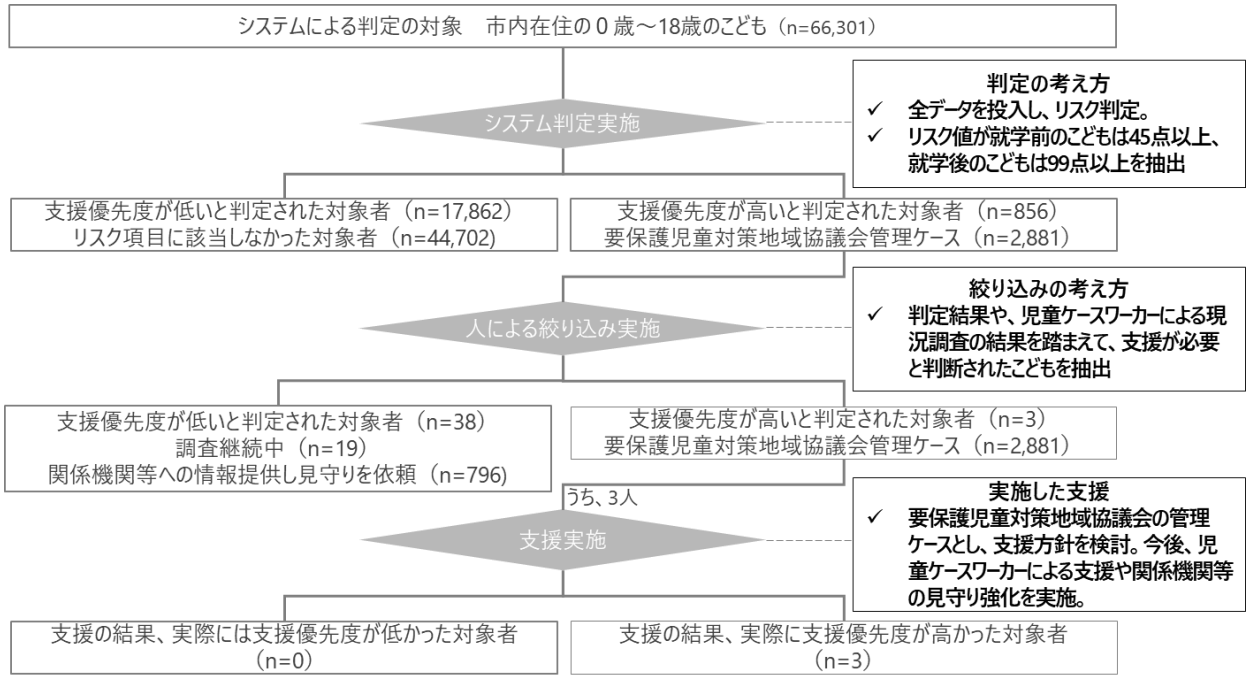 システムによる判定の対象　市内在住の０歳～18歳のこども（n=66,301）
システム判定実施
判定の考え方
✓ 全データを投入し、リスク判定。
✓ リスク値が就学前のこどもは45点以上、
就学後のこどもは99点以上を抽出
支援優先度が低いと判定された対象者（n=17,862）
リスク項目に該当しなかった対象者（n=44,702）
支援優先度が高いと判定された対象者（n=856）
要保護児童対策地域協議会管理ケース（n=2,881）
人による絞り込み実施
絞り込みの考え方
✓ 判定結果や、児童ケースワーカーによる現
況調査の結果を踏まえて、支援が必要
と判断されたこどもを抽出
支援優先度が低いと判定された対象者（n=38）
調査継続中（n=19）
関係機関等への情報提供し見守りを依頼（n=796）
支援優先度が高いと判定された対象者（n=3）
要保護児童対策地域協議会管理ケース（n=2,881）
うち、3人
支援実施
実施した支援
✓ 要保護児童対策地域協議会の管理
ケースとし、支援方針を検討。今後、児
童ケースワーカーによる支援や関係機関等
の見守り強化を実施。
支援の結果、実際には支援優先度が低かった対象者
（n=0）
支援の結果、実際に支援優先度が高かった対象者
（n=3）